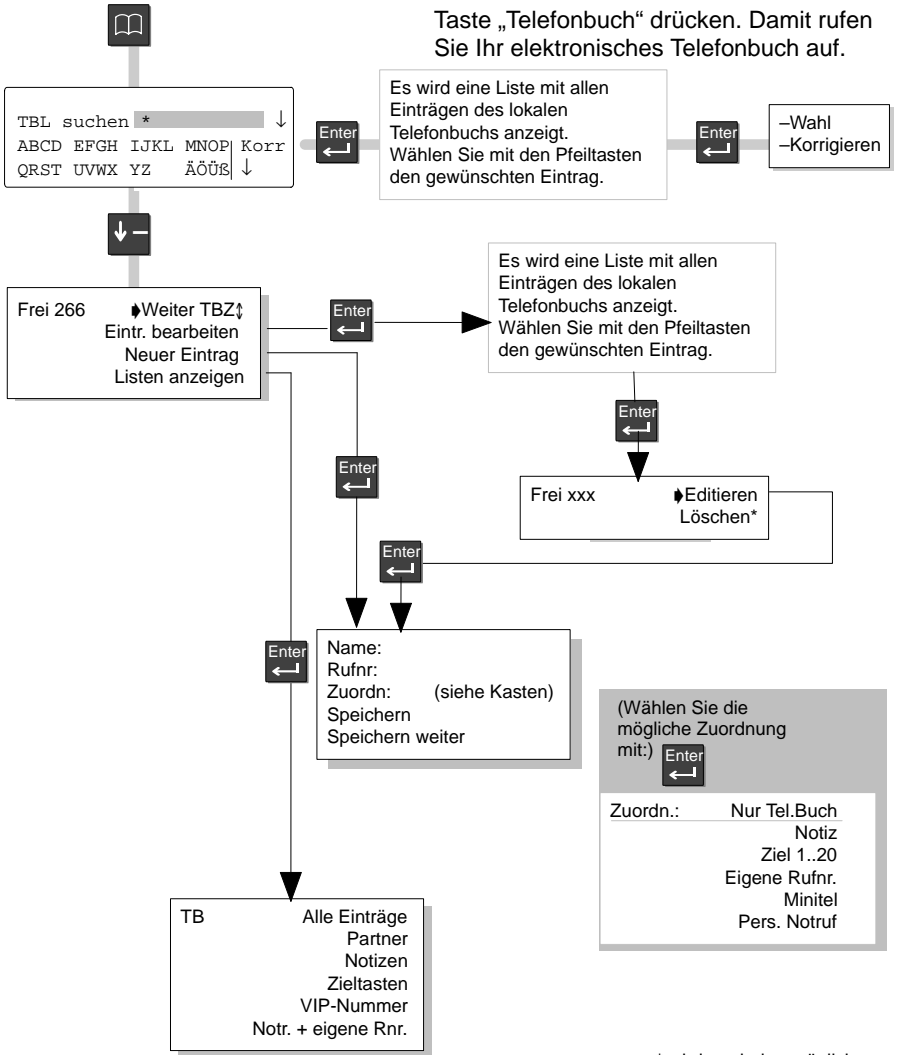 Taste „Telefonbuch“ drücken. Damit rufen
Sie Ihr elektronisches Telefonbuch auf.
TBL suchen * ↓
ABCD EFGH IJKL MNOP Korr
QRST UVWX YZ ÄÖÜß ↓
Enter
Es wird eine Liste mit allen
Einträgen des lokalen
Telefonbuchs anzeigt.
Wählen Sie mit den Pfeiltasten
den gewünschten Eintrag.
Enter
–Wahl
–Korrigieren
Frei 266 Weiter TBZ
Eintr. bearbeiten
Neuer Eintrag
Listen anzeigen
Enter
Es wird eine Liste mit allen
Einträgen des lokalen
Telefonbuchs anzeigt.
Wählen Sie mit den Pfeiltasten
den gewünschten Eintrag.
Enter
Enter
Frei xxx Editieren
Löschen*
Enter
Enter
Name:
Rufnr:
Zuordn: (siehe Kasten)
Speichern
Speichern weiter
(Wählen Sie die
mögliche Zuordnung
mit:)
Enter
Zuordn.: Nur Tel.Buch
Notiz
Ziel 1..20
Eigene Rufnr.
Minitel
Pers. Notruf
TB Alle Einträge
Partner
Notizen
Zieltasten
VIP-Nummer
Notr. + eigene Rnr.